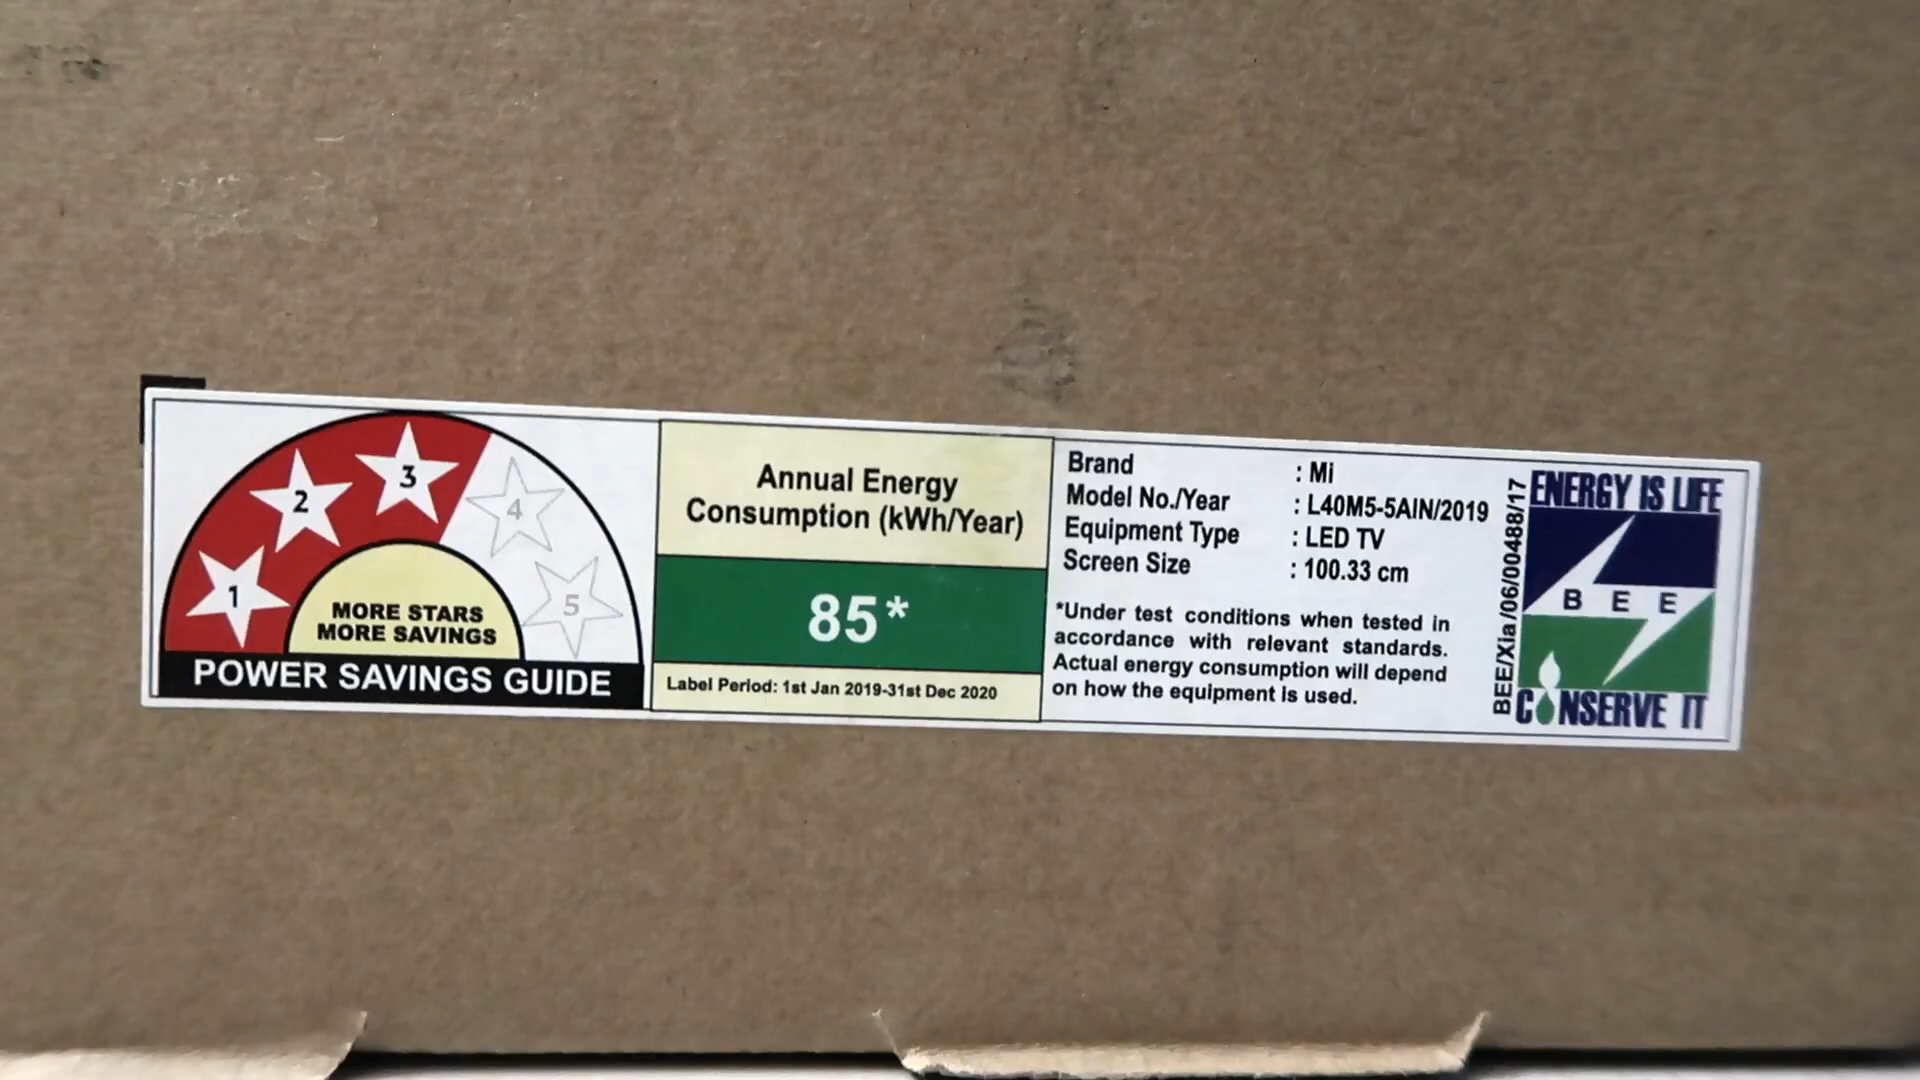 1
2
3
4
5
MORE STARS
MORE SAVINGS
POWER SAVINGS GUIDE
Annual Energy
Consumption (kWh/Year)
85*
Label Period: 1st Jan 2019-31st Dec 2020
Brand : Mi
Model No./Year : L40M5-5AIN/2019
Equipment Type : LED TV
Screen Size : 100.33 cm
*Under test conditions when tested in
accordance with relevant standards.
Actual energy consumption will depend
on how the equipment is used.
BEE/Xia/06/00488/17
ENERGY IS LIFE
BEE
CONSERVE IT